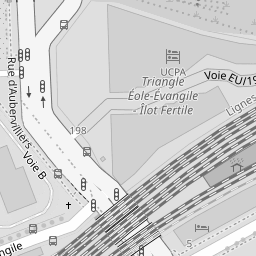 UCPA
Triangle
Éole-Évangile
- Îlot Fertile
Voie EU/19
Lignes
Rue d'Aubervilliers
Voie B
198
5
ngile